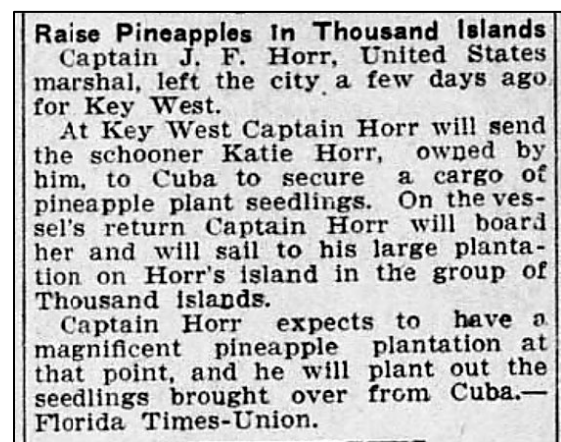 Raise Pineapples in Thousand Islands
Captain J. F. Horr, United States
marshal, left the city a few days ago
for Key West.
At Key West Captain Horr will send
the schooner Katie Horr, owned by
him, to Cuba to secure a cargo of
pineapple plant seedlings. On the ves-
sel's return Captain Horr will board
her and will sail to his large planta-
tion on Horr's island in the group of
Thousand islands.
Captain Horr expects to have a
magnificent pineapple plantation at
that point, and he will plant out the
seedlings brought over from Cuba.—
Florida Times-Union.